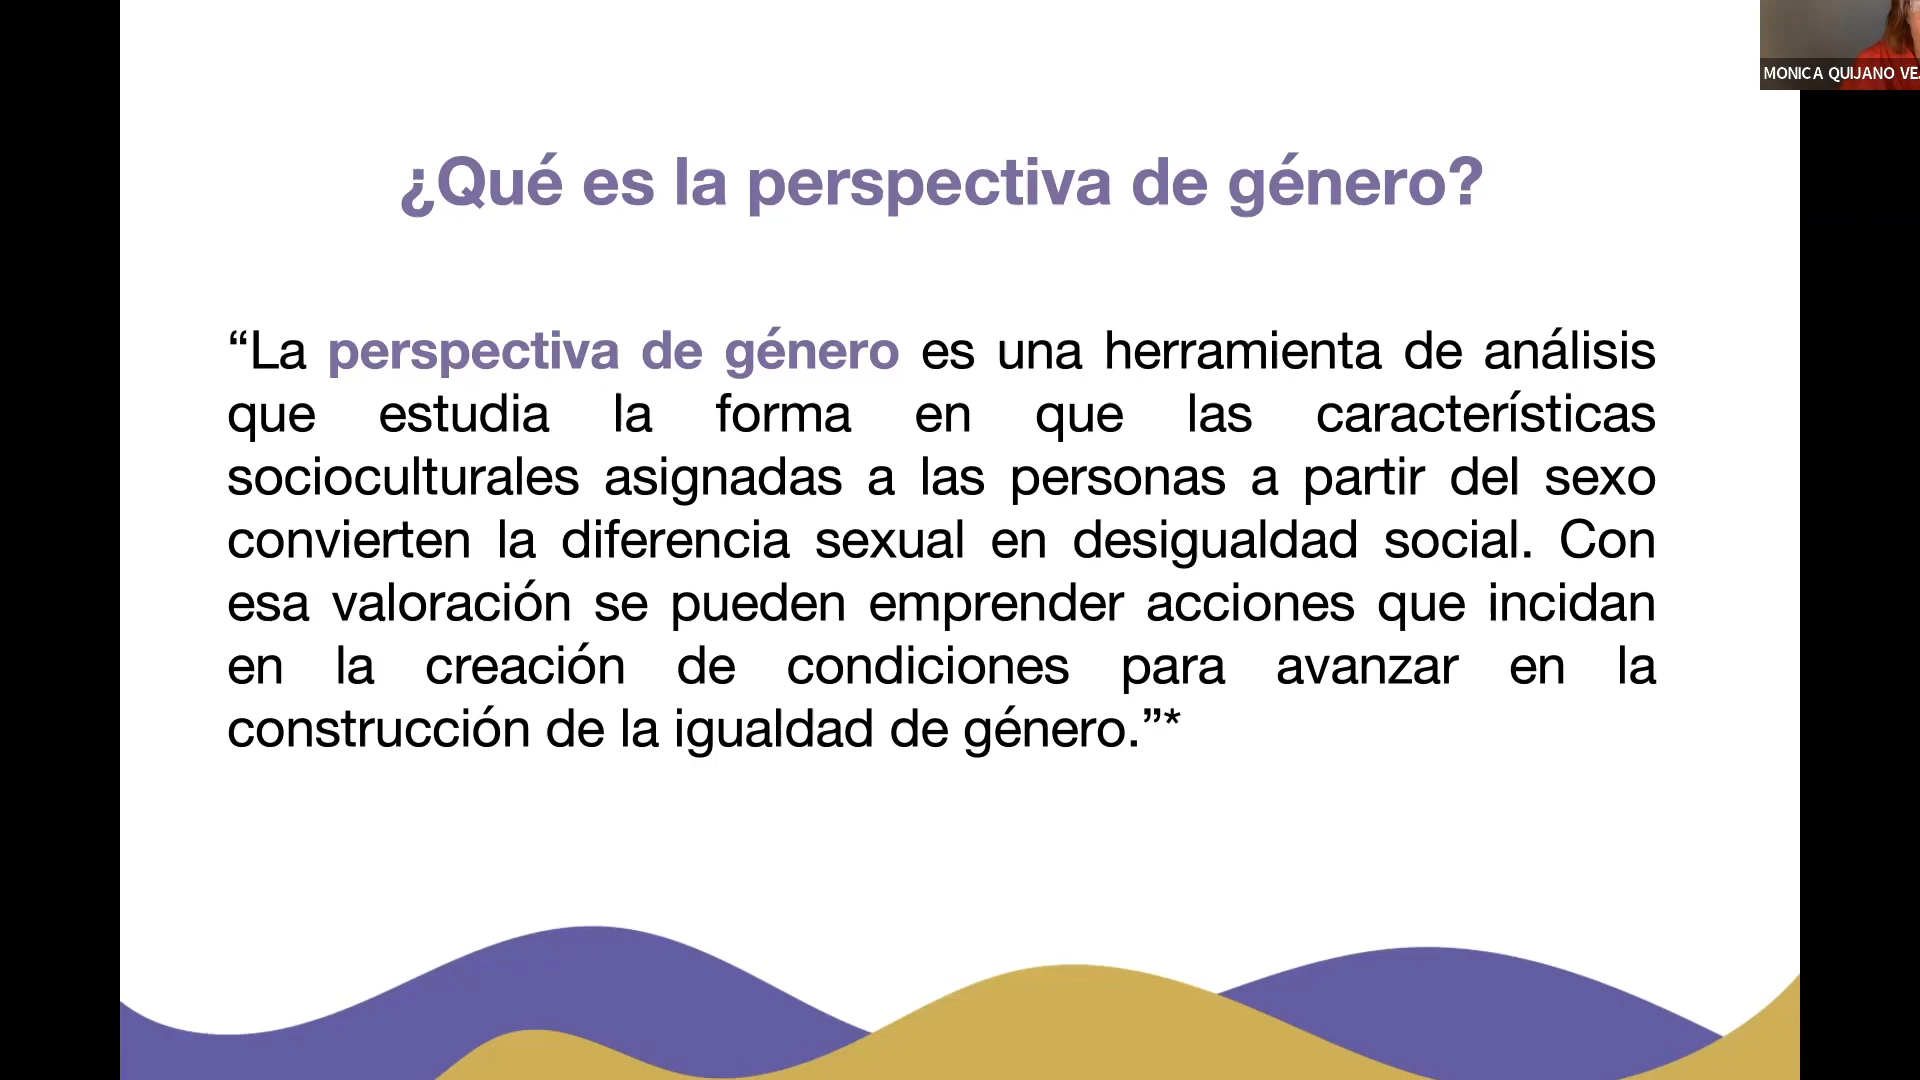 MONICA QUIJANO VE
¿Qué es la perspectiva de género?
“La perspectiva de género es una herramienta de análisis
que estudia la forma en que las características
socioculturales asignadas a las personas a partir del sexo
convierten la diferencia sexual en desigualdad social. Con
esa valoración se pueden emprender acciones que incidan
en la creación de condiciones para avanzar en la
construcción de la igualdad de género.”*